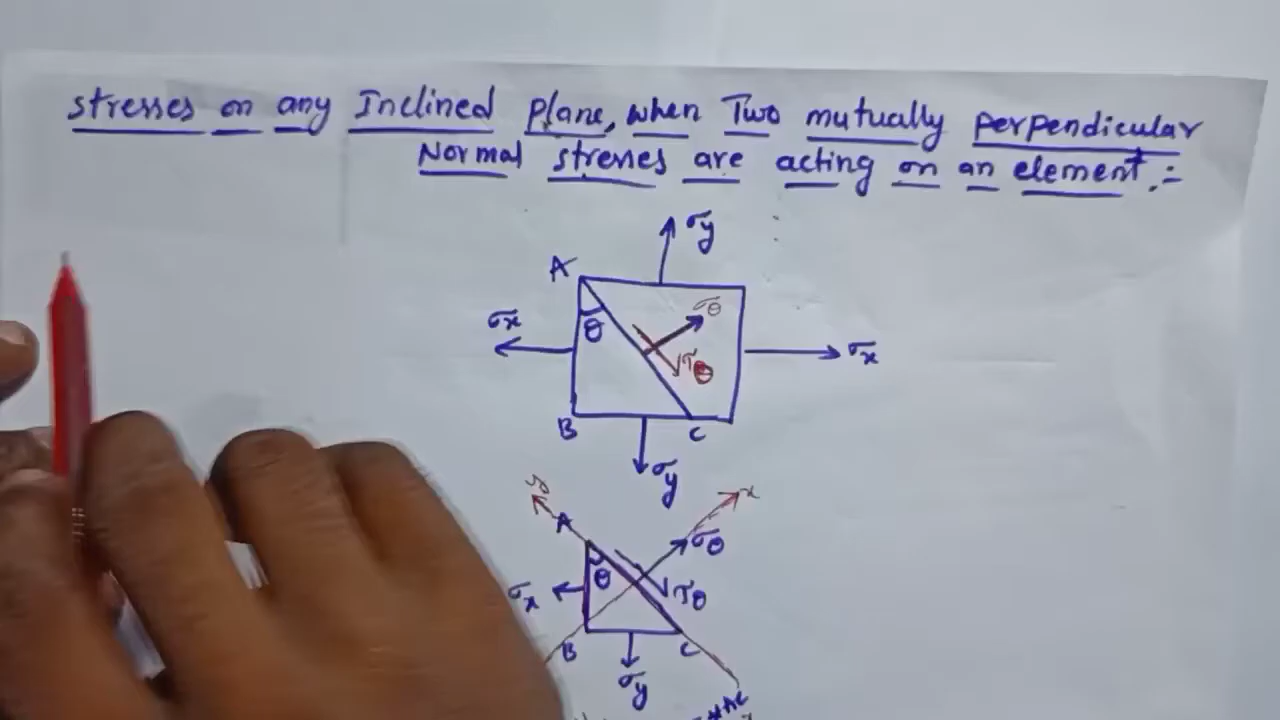 stresses on any Inclined Plane, when Two mutually perpendicular
Normal stresses are acting on an element :-
σy
A
σx
θ
σθ
τθ
σx
B
C
σy
y
x
A
σθ
θ
σx
τθ
B
C
σy